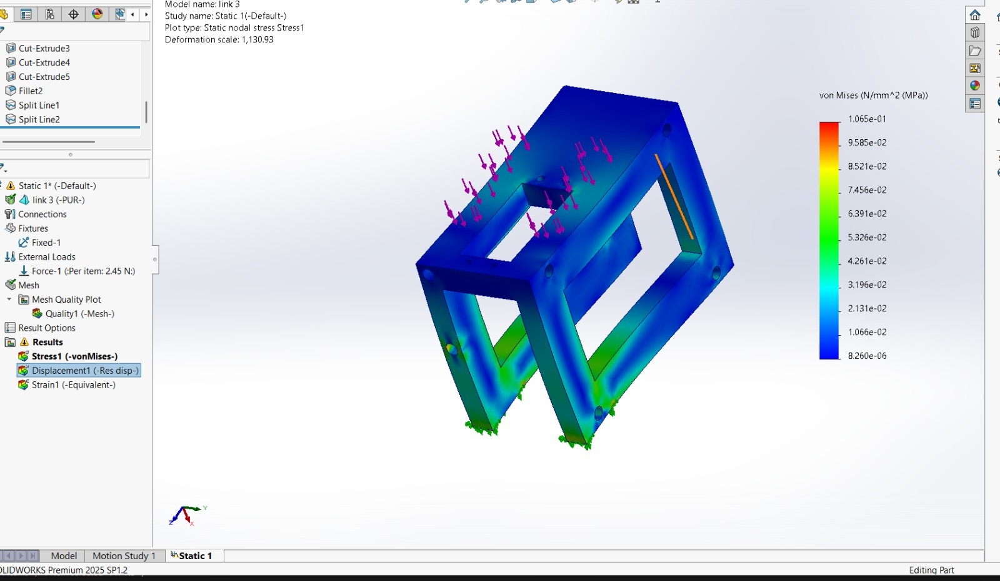 Model name: link 3
Study name: Static 1(-Default-)
Plot type: Static nodal stress Stress1
Deformation scale: 1,130.93
Cut-Extrude3
Cut-Extrude4
Cut-Extrude5
Fillet2
Split Line1
Split Line2
Static 1* (-Default-)
link 3 (-PUR-)
Connections
Fixtures
Fixed-1
External Loads
Force-1 (:Per item: 2.45 N:)
Mesh
Mesh Quality Plot
Quality1 (-Mesh-)
Result Options
Results
Stress1 (-vonMises-)
Displacement1 (-Res disp-)
Strain1 (-Equivalent-)
von Mises (N/mm^2 (MPa))
1.065e-01
9.585e-02
8.521e-02
7.456e-02
6.391e-02
5.326e-02
4.261e-02
3.196e-02
2.131e-02
1.066e-02
8.260e-06
Y
Z
X
Model
Motion Study 1
Static 1
OLIDWORKS Premium 2025 SP1.2
Editing Part